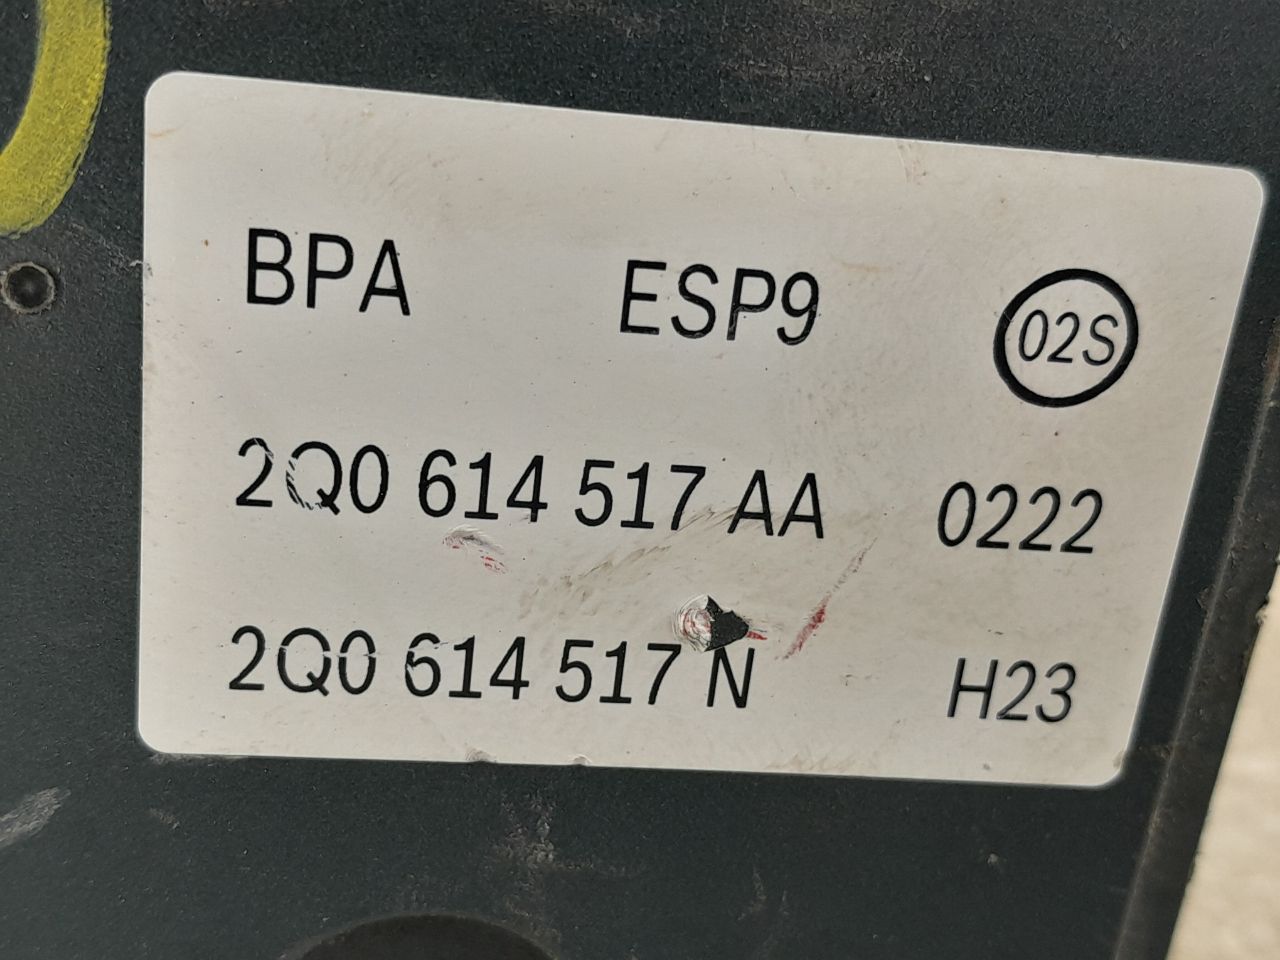 BPA ESP9 02S
2Q0 614 517 AA 0222
2Q0 614 517 N H23